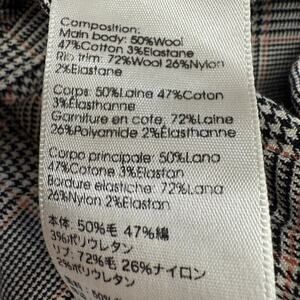 Composition:
Main body: 50%Wool
47%Cotton 3%Elastane
Rib trim: 72%Wool 26%Nylon
2%Elastane
Corps: 50%Laine 47%Coton
3%Élasthanne
Garniture en cote: 72%Laine
26%Polyamide 2%Élasthanne
Corpo principale: 50%Lana
47%Cotone 3%Elastan
Bordure elastiche: 72%Lana
26%Nylon 2%Elastan
本体: 50%毛 47%綿
3%ポリウレタン
リブ: 72%毛 26%ナイロン
2%ポリウレタン